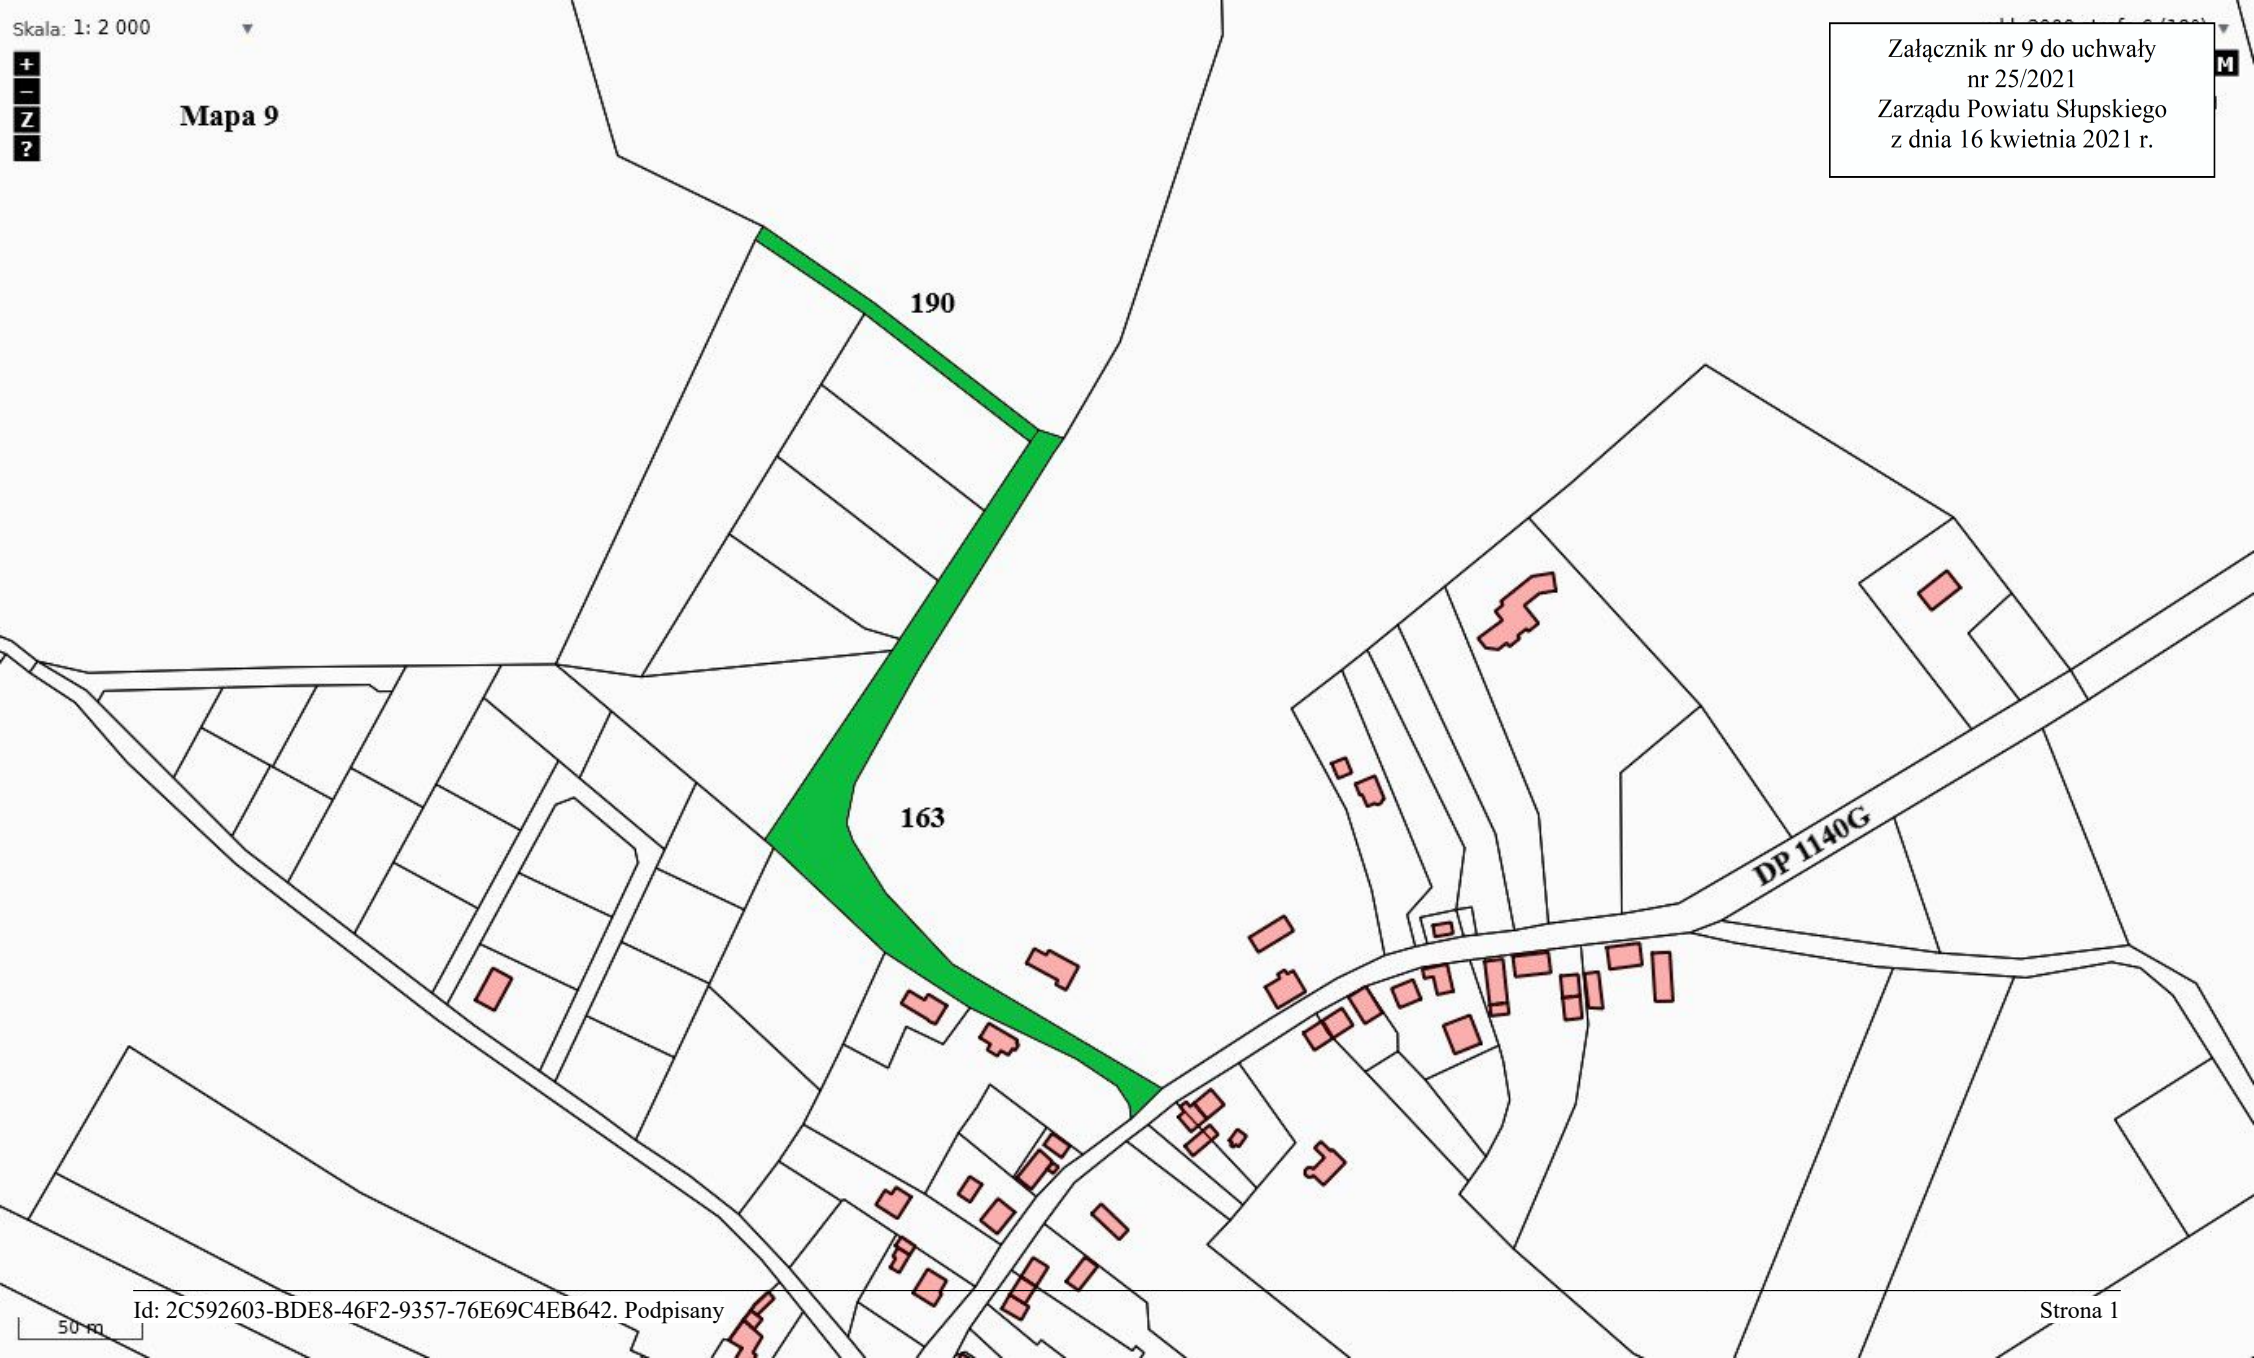 Skala: 1: 2 000
+
−
Z
?
Mapa 9
Załącznik nr 9 do uchwały
nr 25/2021
Zarządu Powiatu Słupskiego
z dnia 16 kwietnia 2021 r.
M
190
163
DP 1140G
50 m
Id: 2C592603-BDE8-46F2-9357-76E69C4EB642. Podpisany
Strona 1